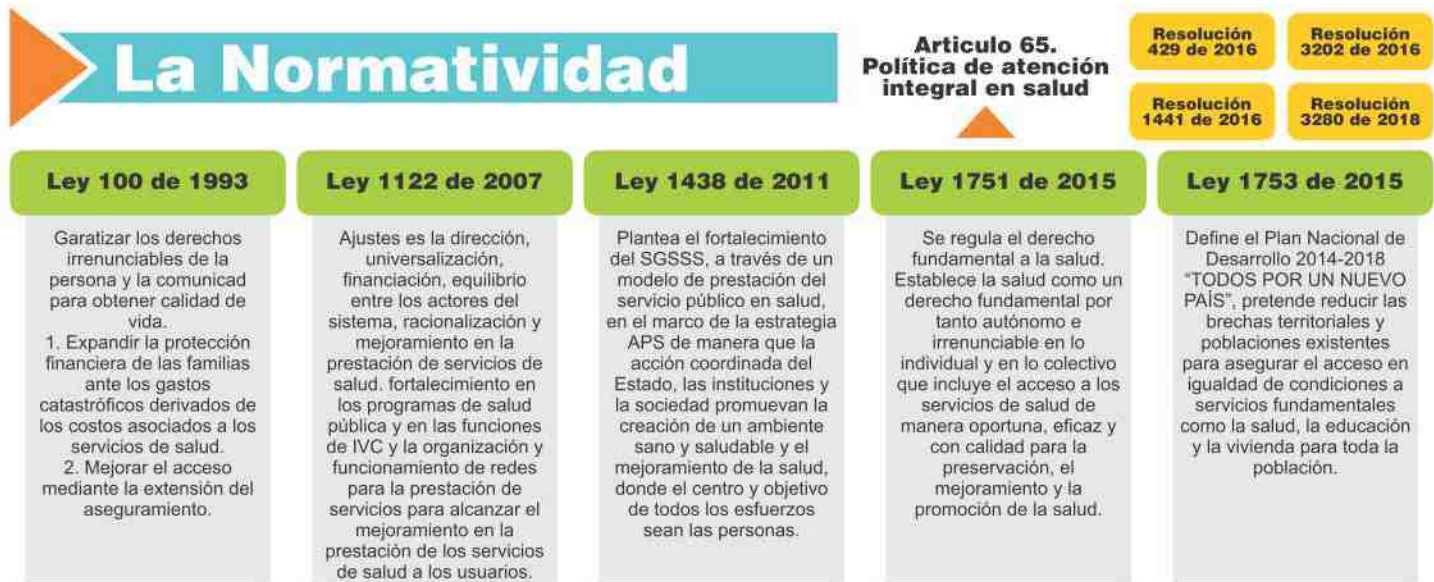 La Normatividad
Articulo 65.
Política de atención
integral en salud
Resolución
429 de 2016
Resolución
3202 de 2016
Resolución
1441 de 2016
Resolución
3280 de 2018
Ley 100 de 1993
Garatizar los derechos
irrenunciables de la
persona y la comunicad
para obtener calidad de
vida.
1. Expandir la protección
financiera de las familias
ante los gastos
catastróficos derivados de
los costos asociados a los
servicios de salud.
2. Mejorar el acceso
mediante la extensión del
aseguramiento.
Ley 1122 de 2007
Ajustes es la dirección,
universalización,
financiación, equilibrio
entre los actores del
sistema, racionalización y
mejoramiento en la
prestación de servicios de
salud. fortalecimiento en
los programas de salud
pública y en las funciones
de IVC y la organización y
funcionamiento de redes
para la prestación de
servicios para alcanzar el
mejoramiento en la
prestación de los servicios
de salud a los usuarios.
Ley 1438 de 2011
Plantea el fortalecimiento
del SGSSS, a través de un
modelo de prestación del
servicio público en salud,
en el marco de la estrategia
APS de manera que la
acción coordinada del
Estado, las instituciones y
la sociedad promuevan la
creación de un ambiente
sano y saludable y el
mejoramiento de la salud,
donde el centro y objetivo
de todos los esfuerzos
sean las personas.
Ley 1751 de 2015
Se regula el derecho
fundamental a la salud.
Establece la salud como un
derecho fundamental por
tanto autónomo e
irrenunciable en lo
individual y en lo colectivo
que incluye el acceso a los
servicios de salud de
manera oportuna, eficaz y
con calidad para la
preservación, el
mejoramiento y la
promoción de la salud.
Ley 1753 de 2015
Define el Plan Nacional de
Desarrollo 2014-2018
“TODOS POR UN NUEVO
PAÍS”, pretende reducir las
brechas territoriales y
poblaciones existentes
para asegurar el acceso en
igualdad de condiciones a
servicios fundamentales
como la salud, la educación
y la vivienda para toda la
población.